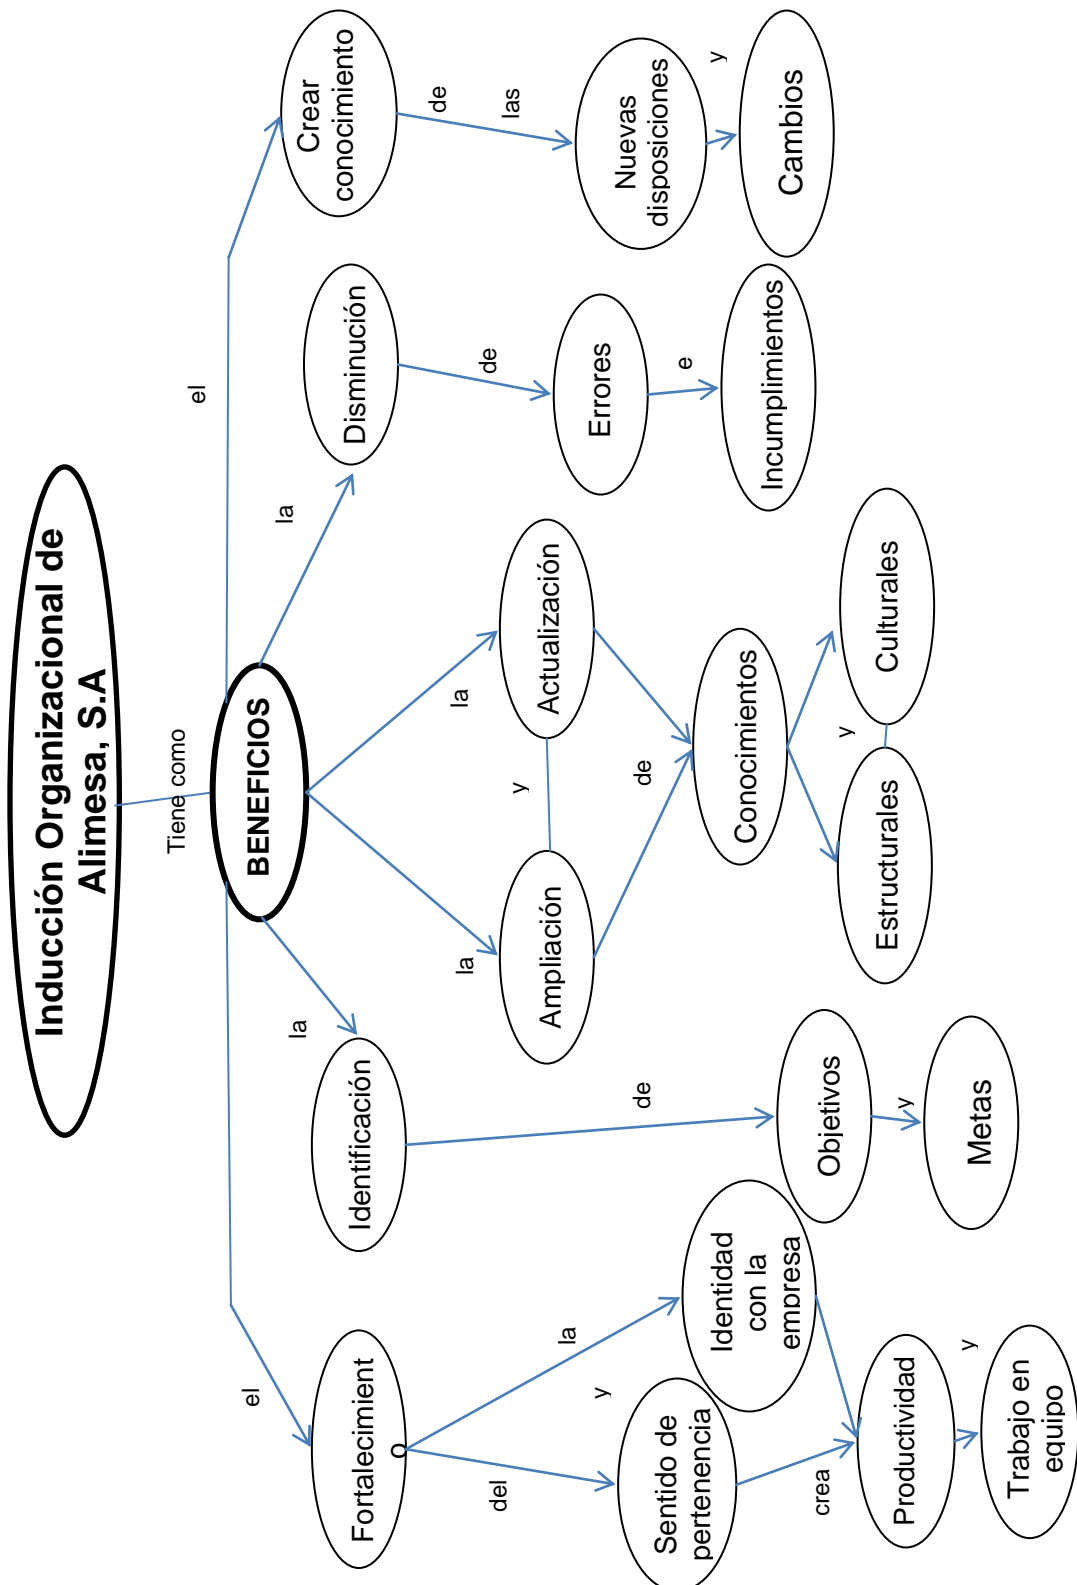 Inducción Organizacional de
Alimesa, S.A
Tiene como
BENEFICIOS
el
la
la
la
la
el
Fortalecimient
o
Identificación
Ampliación
y
Actualización
Disminución
Crear
conocimiento
del
y
la
de
de
de
de
las
Sentido de
pertenencia
Identidad
con la
empresa
Objetivos
Conocimientos
Errores
Nuevas
disposiciones
crea
y
y
e
y
Productividad
Metas
Estructurales
Culturales
Incumplimientos
Cambios
y
Trabajo en
equipo